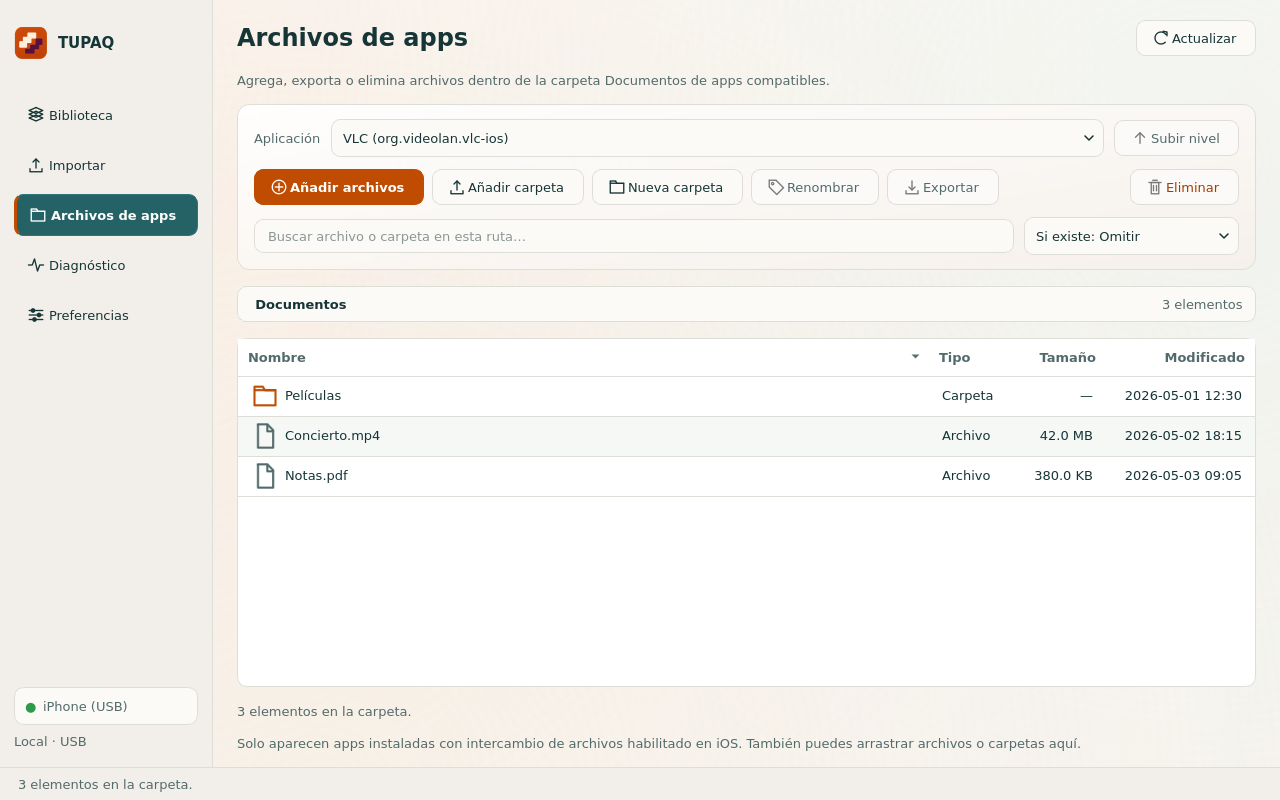 TUPAQ
Biblioteca
Importar
Archivos de apps
Diagnóstico
Preferencias
iPhone (USB)
Local · USB
Archivos de apps
Actualizar
Agrega, exporta o elimina archivos dentro de la carpeta Documentos de apps compatibles.
Aplicación VLC (org.videolan.vlc-ios) Subir nivel
Añadir archivos Añadir carpeta Nueva carpeta Renombrar Exportar Eliminar
Buscar archivo o carpeta en esta ruta... Si existe: Omitir
Documentos 3 elementos
Nombre Tipo Tamaño Modificado
Películas Carpeta — 2026-05-01 12:30
Concierto.mp4 Archivo 42.0 MB 2026-05-02 18:15
Notas.pdf Archivo 380.0 KB 2026-05-03 09:05
3 elementos en la carpeta.
Solo aparecen apps instaladas con intercambio de archivos habilitado en iOS. También puedes arrastrar archivos o carpetas aquí.
3 elementos en la carpeta.